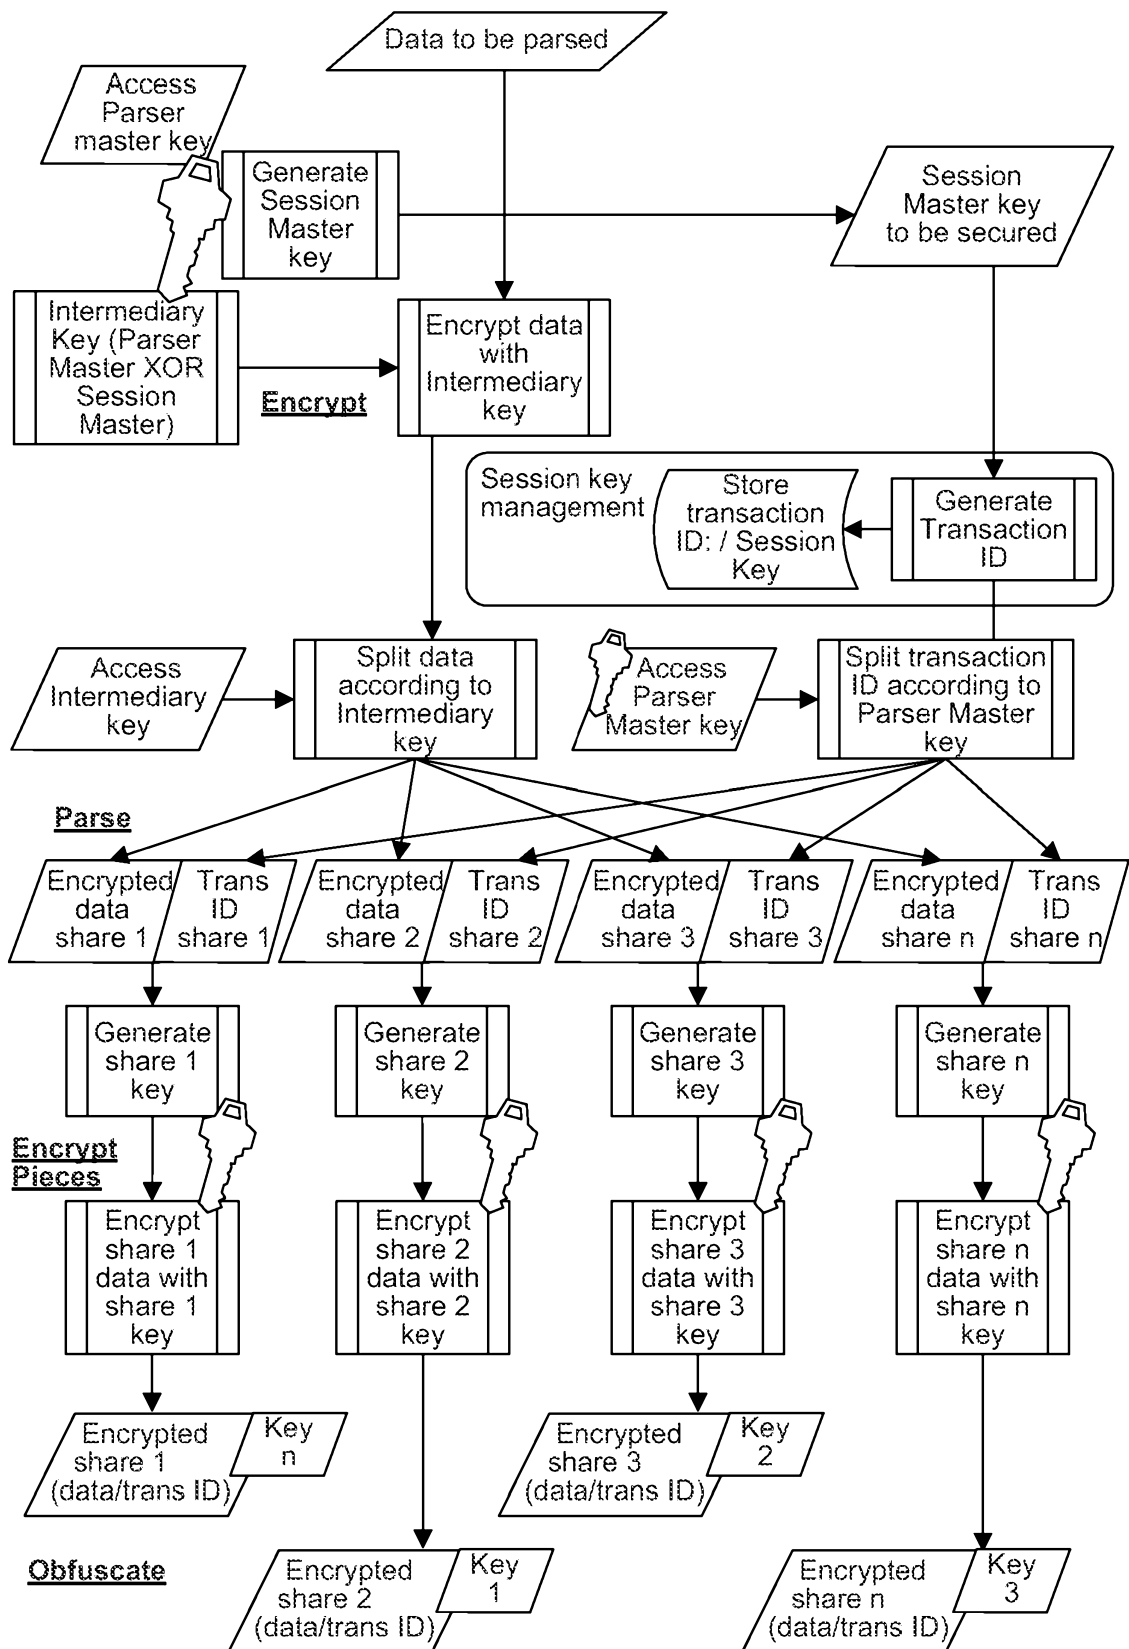 Data to be parsed
Access
Parser
master key
Generate
Session
Master
key
Session
Master key
to be secured
Intermediary
Key (Parser
Master XOR
Session
Master)
Encrypt
Encrypt data
with
Intermediary
key
Session key
management
Store
transaction
ID: / Session
Key
Generate
Transaction
ID
Access
Intermediary
key
Split data
according to
Intermediary
key
Access
Parser
Master key
Split transaction
ID according to
Parser Master
key
Parse
Encrypted
data
share 1
Trans
ID
share 1
Encrypted
data
share 2
Trans
ID
share 2
Encrypted
data
share 3
Trans
ID
share 3
Encrypted
data
share n
Trans
ID
share n
Generate
share 1
key
Generate
share 2
key
Generate
share 3
key
Generate
share n
key
Encrypt
Pieces
Encrypt
share 1
data with
share 1
key
Encrypt
share 2
data with
share 2
key
Encrypt
share 3
data with
share 3
key
Encrypt
share n
data with
share n
key
Encrypted
share 1
(data/trans ID)
Key
n
Encrypted
share 3
(data/trans ID)
Key
2
Obfuscate
Encrypted
share 2
(data/trans ID)
Key
1
Encrypted
share n
(data/trans ID)
Key
3